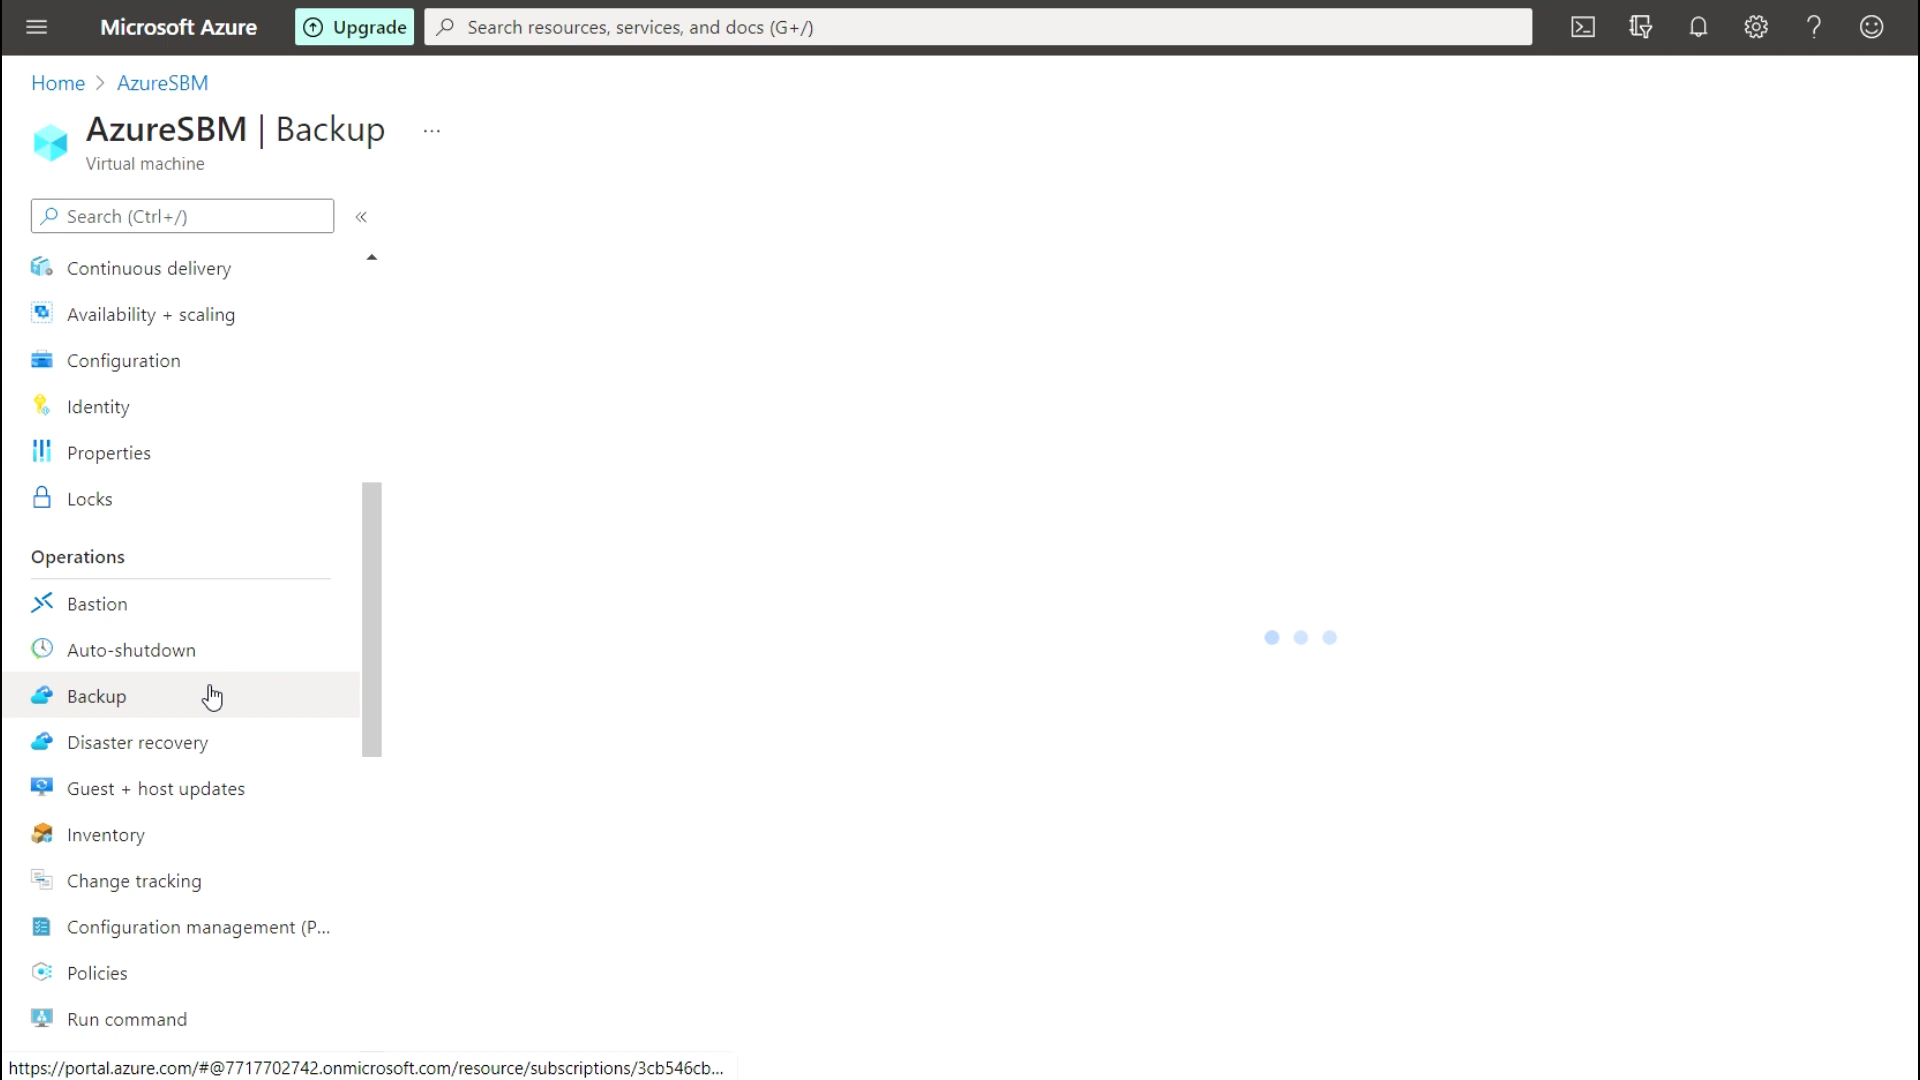 Microsoft Azure
Upgrade
Search resources, services, and docs (G+/)
Home > AzureSBM
AzureSBM | Backup ...
Virtual machine
Search (Ctrl+/)
«
Continuous delivery
Availability + scaling
Configuration
Identity
Properties
Locks
Operations
Bastion
Auto-shutdown
Backup
Disaster recovery
Guest + host updates
Inventory
Change tracking
Configuration management (P...
Policies
Run command
https://portal.azure.com/#@7717702742.onmicrosoft.com/resource/subscriptions/3cb546cb...